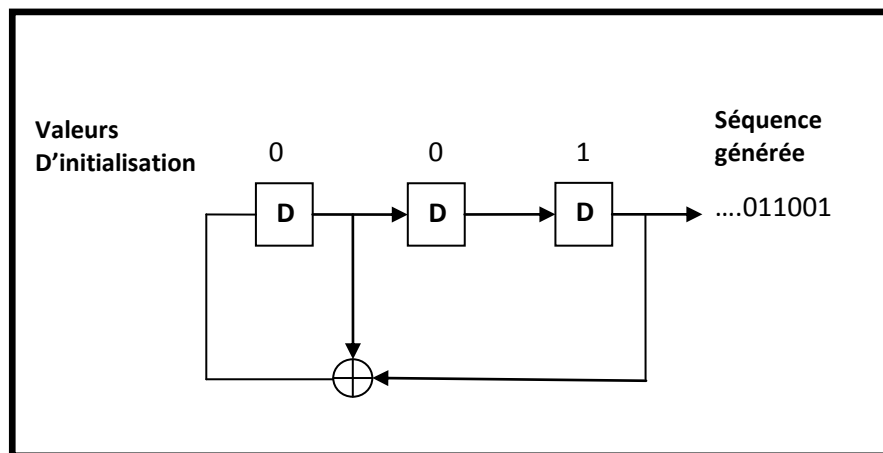 Valeurs
D'initialisation
0 0 1
Séquence
générée
D D D
....011001